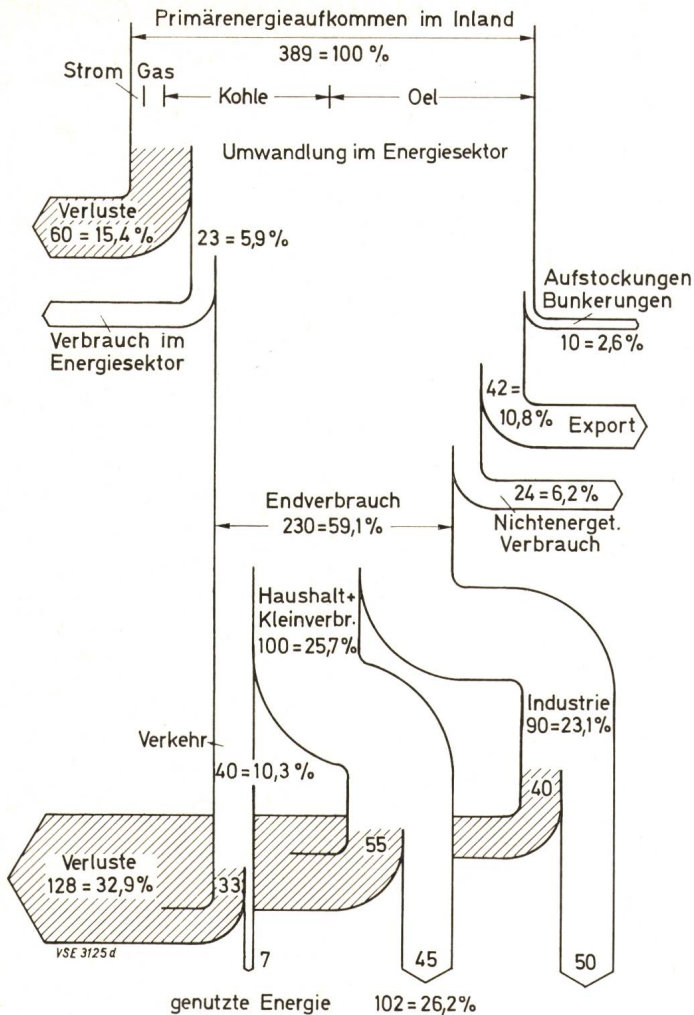 Primärenergieaufkommen im Inland
389 = 100 %
Strom Gas
Kohle
Oel
Umwandlung im Energiesektor
Verluste
60 = 15,4 %
23 = 5,9 %
Aufstockungen
Bunkerungen
10 = 2,6 %
Verbrauch im
Energiesektor
42 =
10,8 %
Export
24 = 6,2 %
Nichtenerget.
Verbrauch
Endverbrauch
230 = 59,1 %
Haushalt +
Kleinverbr.
100 = 25,7 %
Industrie
90 = 23,1 %
Verkehr
40 = 10,3 %
40
55
Verluste
128 = 32,9 %
33
VSE 3125 d
7
45
50
genutzte Energie
102 = 26,2 %